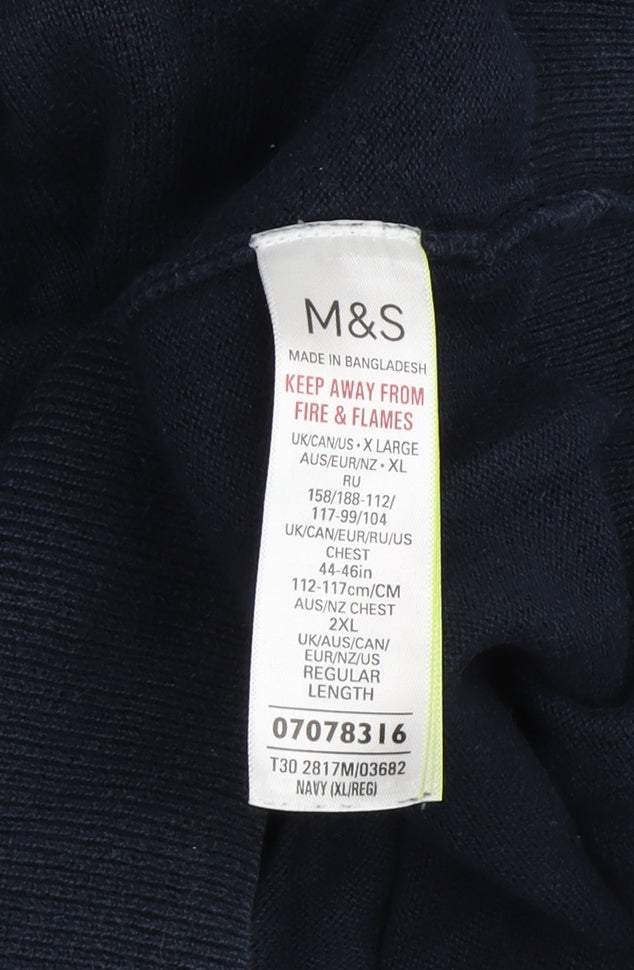 M&S
MADE IN BANGLADESH
KEEP AWAY FROM
FIRE & FLAMES
UK/CAN/US • X LARGE
AUS/EUR/NZ • XL
RU
158/188-112/
117-99/104
UK/CAN/EUR/RU/US
CHEST
44-46in
112-117cm/CM
AUS/NZ CHEST
2XL
UK/AUS/CAN/
EUR/NZ/US
REGULAR
LENGTH
07078316
T30 2817M/03682
NAVY (XL/REG)